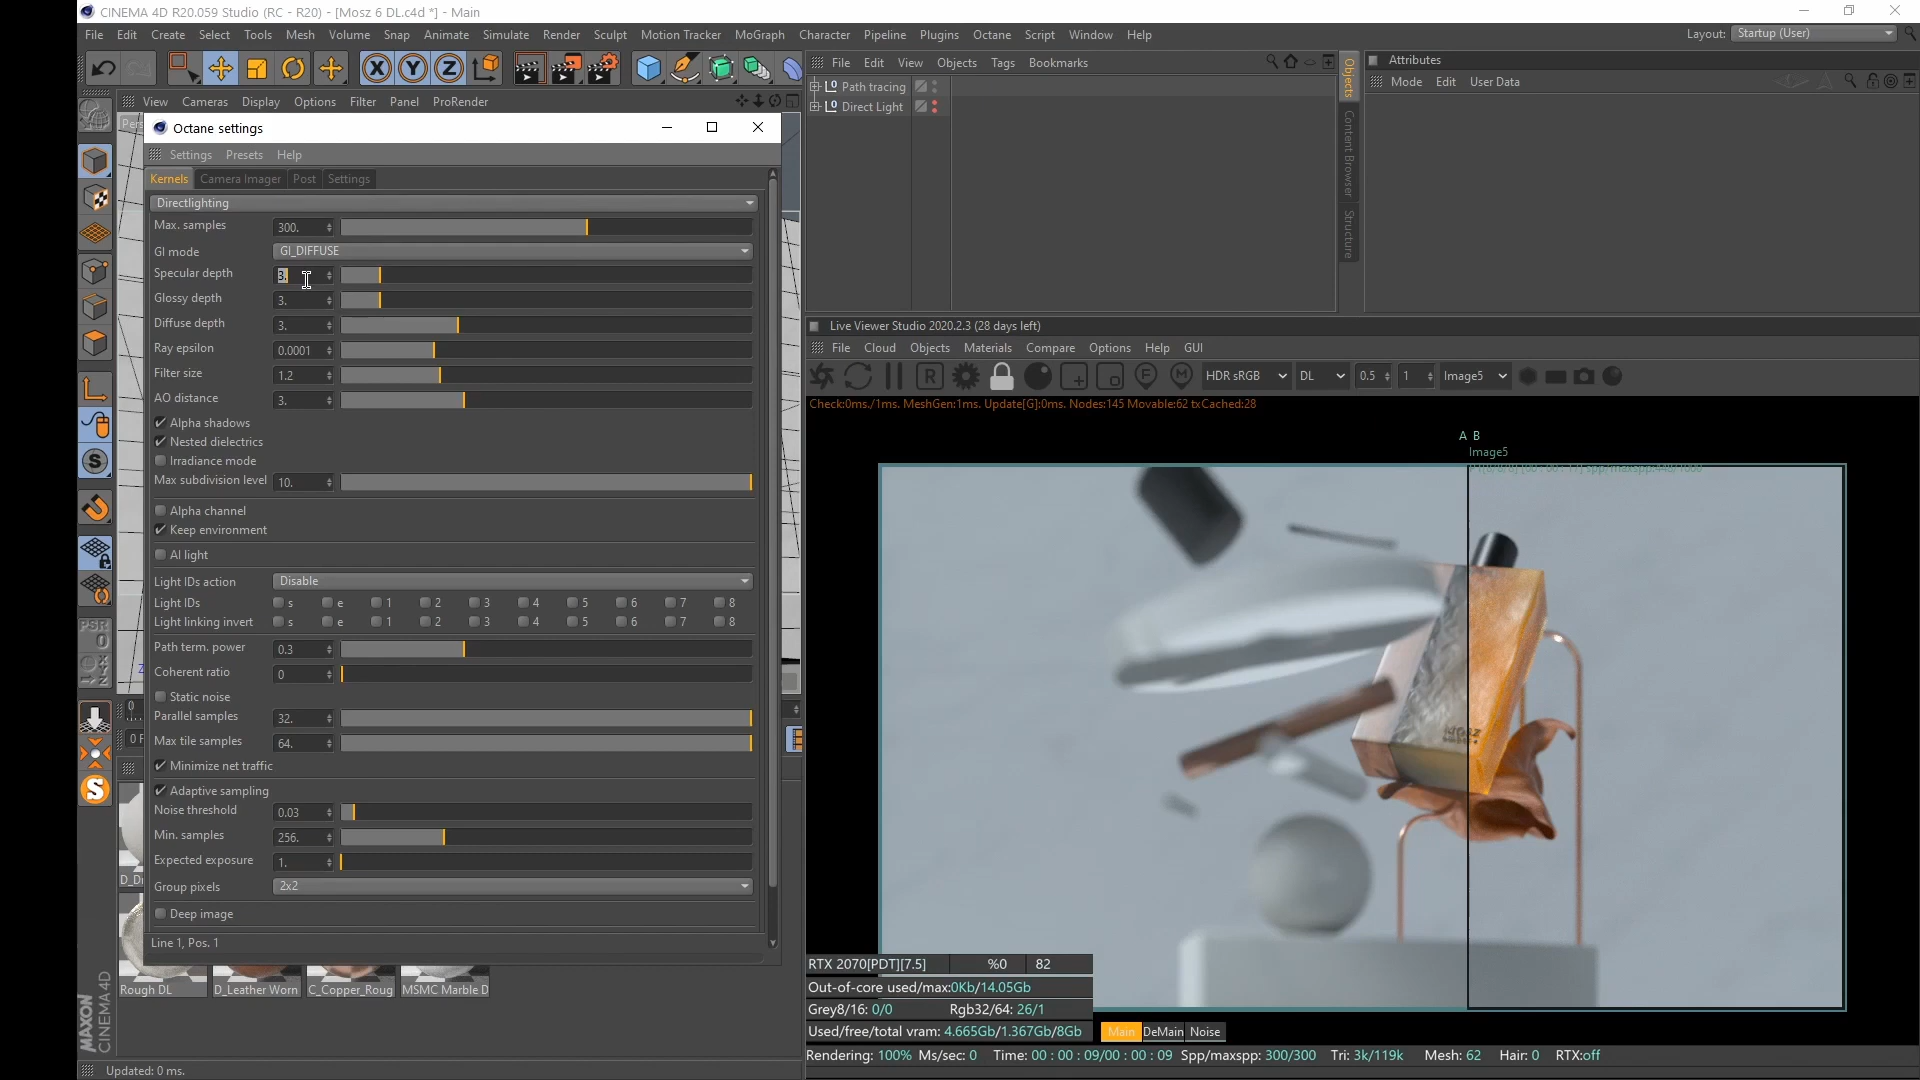 CINEMA 4D R20.059 Studio (RC - R20) - [Mosz 6 DL.c4d *] - Main
File Edit Create Select Tools Mesh Volume Snap Animate Simulate Render Sculpt Motion Tracker MoGraph Character Pipeline Plugins Octane Script Window Help
Layout: Startup (User)
File Edit View Objects Tags Bookmarks
Attributes
Mode Edit User Data
View Cameras Display Options Filter Panel ProRender
Path tracing
Direct Light
Objects
Content Browser
Structure
Octane settings
Settings Presets Help
Kernels Camera Imager Post Settings
Directlighting
Max. samples 300.
GI mode GI_DIFFUSE
Specular depth 3.
Glossy depth 3.
Diffuse depth 3.
Ray epsilon 0.0001
Filter size 1.2
AO distance 3.
Alpha shadows
Nested dielectrics
Irradiance mode
Max subdivision level 10.
Alpha channel
Keep environment
AI light
Light IDs action Disable
Light IDs s e 1 2 3 4 5 6 7 8
Light linking invert s e 1 2 3 4 5 6 7 8
Path term. power 0.3
Coherent ratio 0
Static noise
Parallel samples 32.
Max tile samples 64.
Minimize net traffic
Adaptive sampling
Noise threshold 0.03
Min. samples 256.
Expected exposure 1.
Group pixels 2x2
Deep image
Line 1, Pos. 1
Rough DL D_Leather Worn C_Copper_Roug MSMC Marble D
MAXON CINEMA 4D
Updated: 0 ms.
PSR
0
Live Viewer Studio 2020.2.3 (28 days left)
File Cloud Objects Materials Compare Options Help GUI
HDR sRGB DL 0.5 1 Image5
Check:0ms./1ms. MeshGen:1ms. Update[G]:0ms. Nodes:145 Movable:62 txCached:28
A B
Image5
MOSZ
RTX 2070[PDT][7.5] %0 82
Out-of-core used/max:0Kb/14.05Gb
Grey8/16: 0/0 Rgb32/64: 26/1
Used/free/total vram: 4.665Gb/1.367Gb/8Gb
Main DeMain Noise
Rendering: 100% Ms/sec: 0 Time: 00 : 00 : 09/00 : 00 : 09 Spp/maxspp: 300/300 Tri: 3k/119k Mesh: 62 Hair: 0 RTX:off